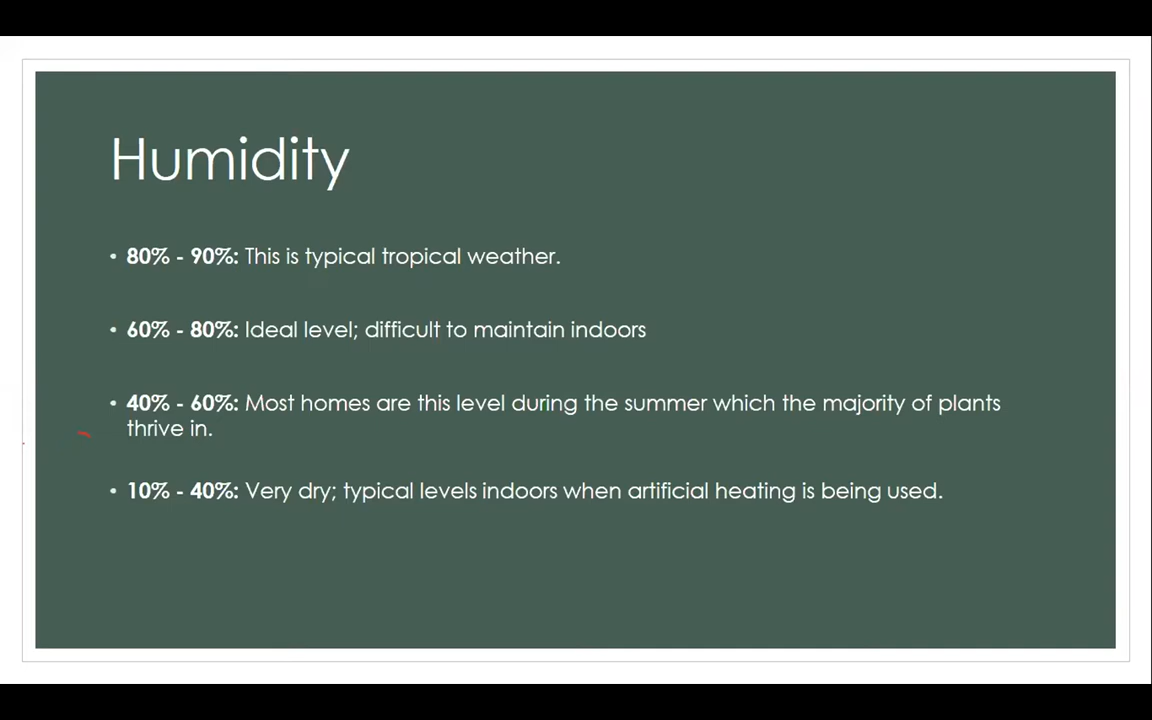 Humidity
• 80% - 90%: This is typical tropical weather.
• 60% - 80%: Ideal level; difficult to maintain indoors
• 40% - 60%: Most homes are this level during the summer which the majority of plants
thrive in.
• 10% - 40%: Very dry; typical levels indoors when artificial heating is being used.